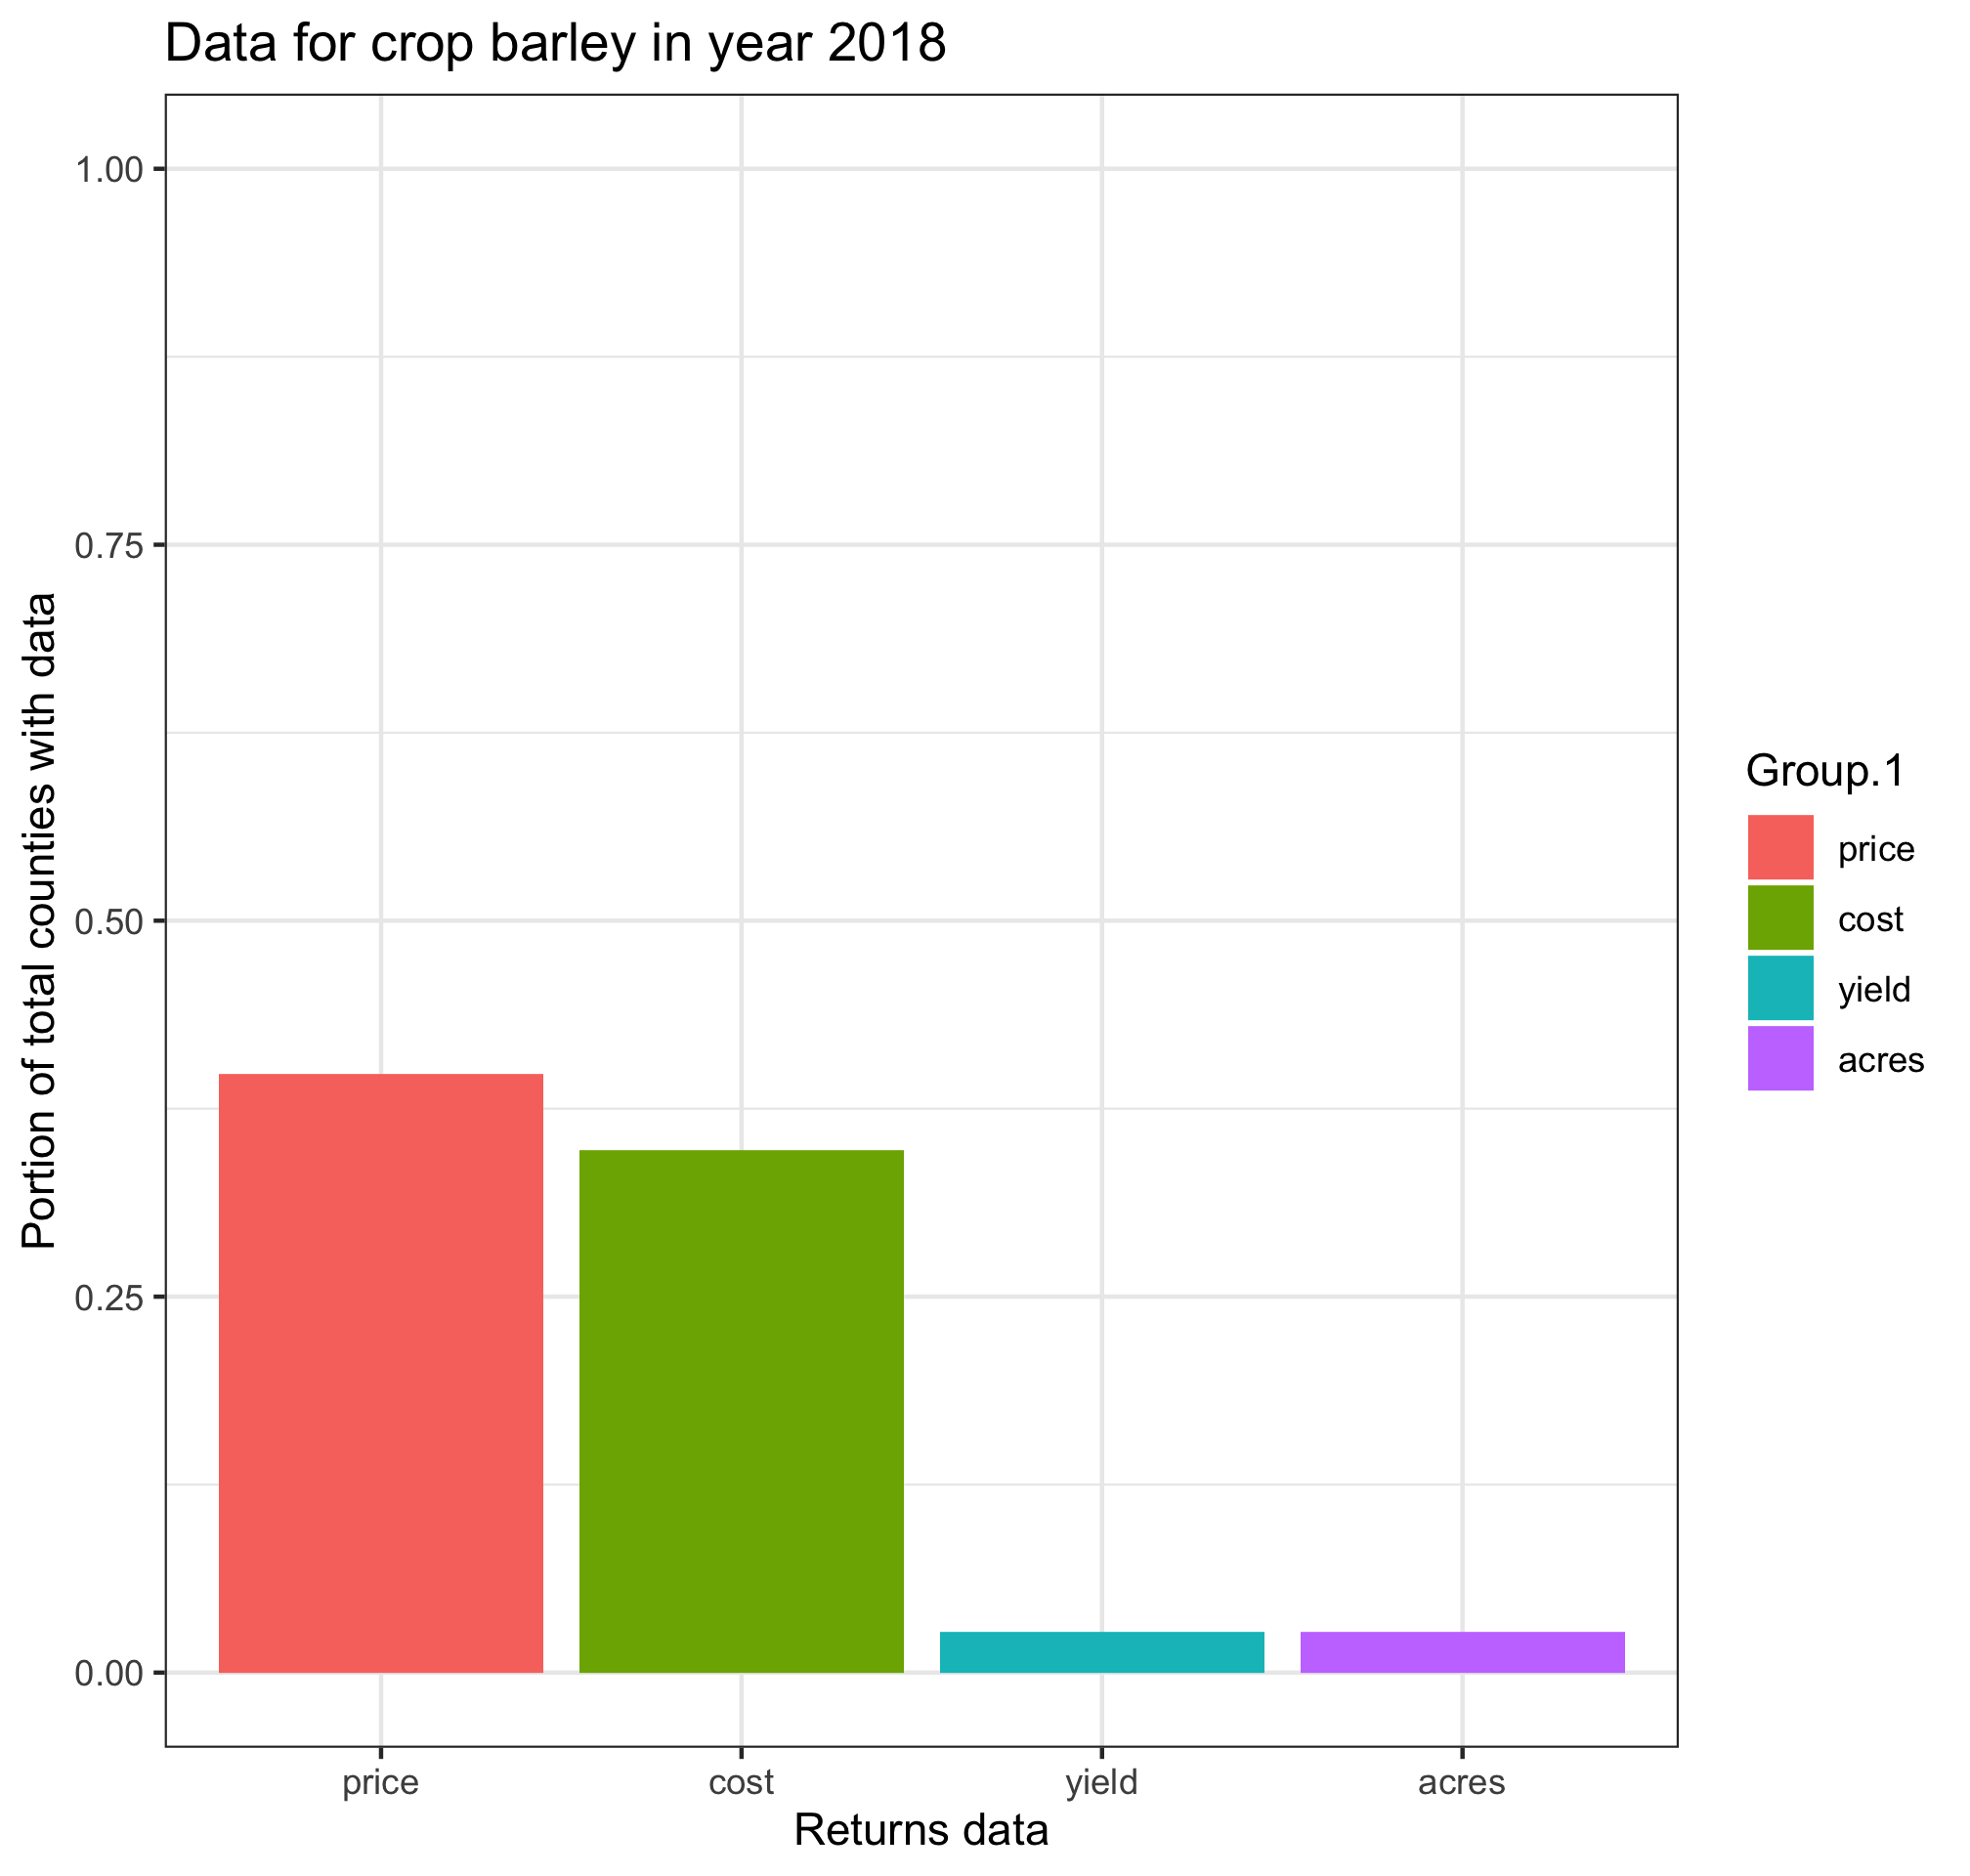 Data for crop barley in year 2018
Portion of total counties with data
1.00
0.75
0.50
0.25
0.00
price
cost
yield
acres
Returns data
Group.1
price
cost
yield
acres